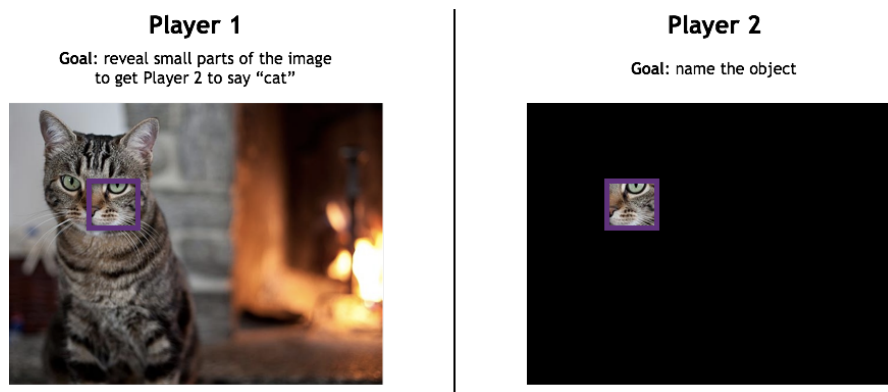 Player 1
Goal: reveal small parts of the image
to get Player 2 to say “cat”
Player 2
Goal: name the object